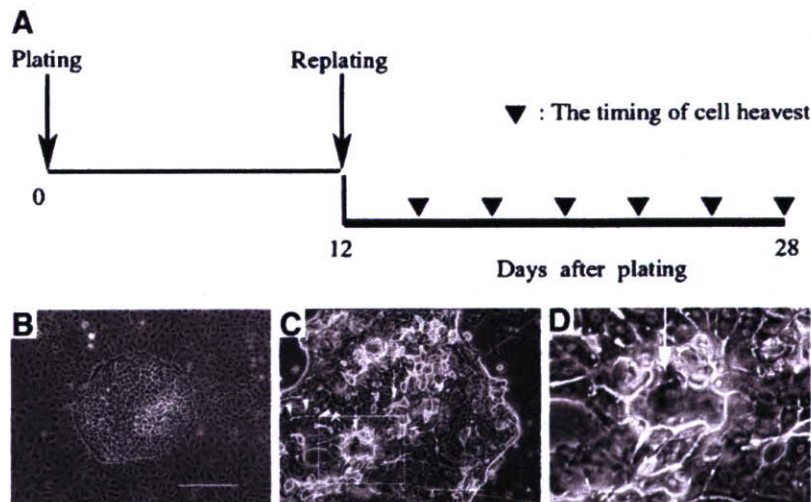 A
Plating
Replating
▼ : The timing of cell heavest
0
12
28
Days after plating
B
C
D